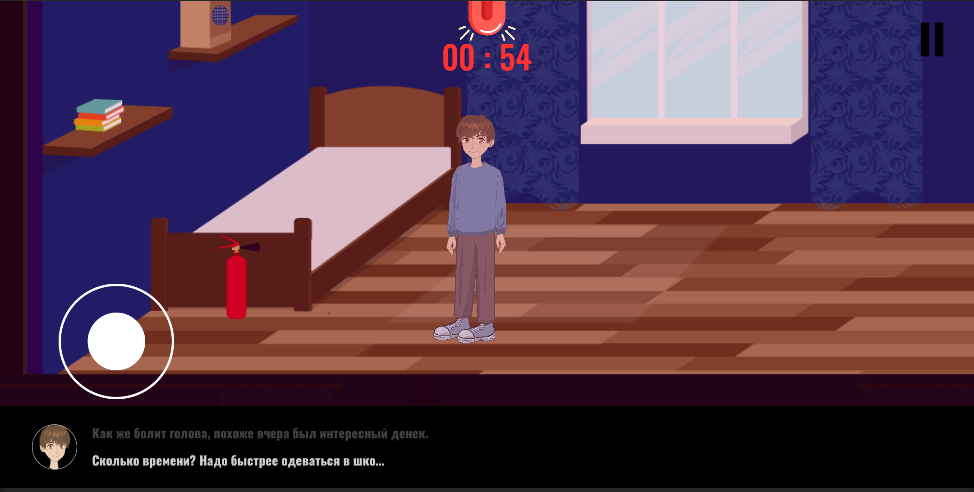 00 : 54
Как же болит голова, похоже вчера был интересный денек.
Сколько времени? Надо быстрее одеваться в шко...